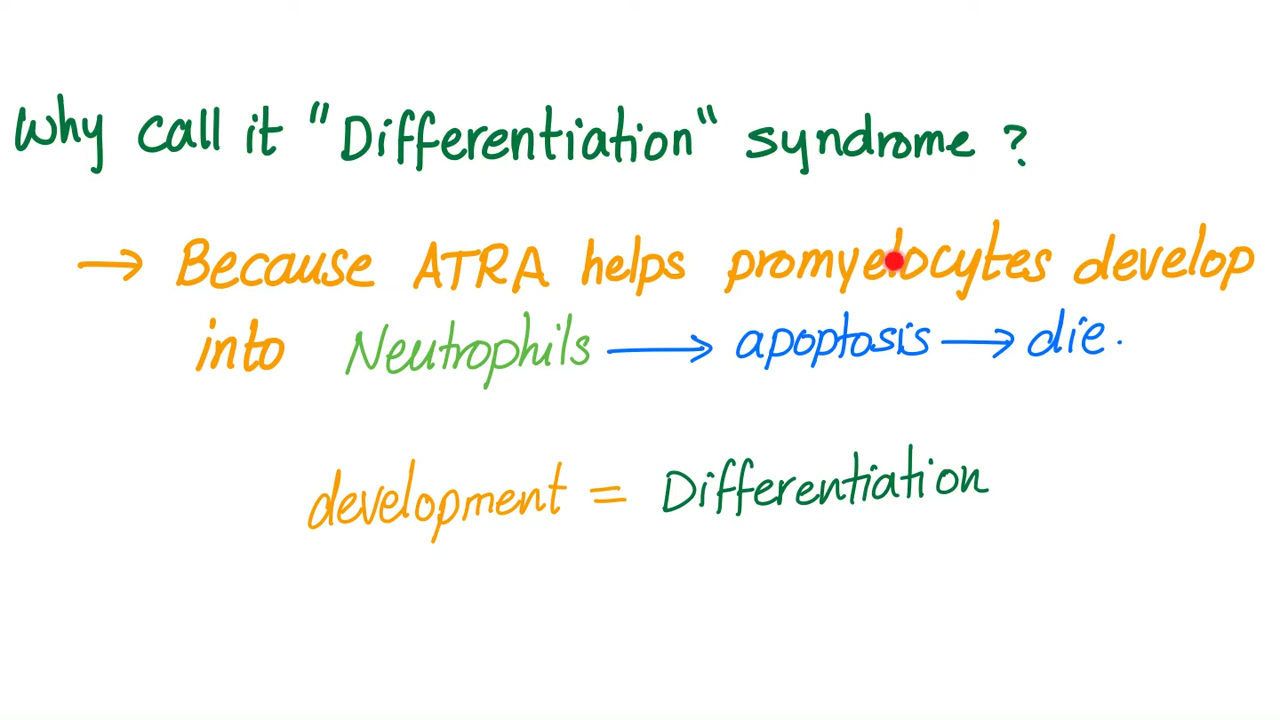 Why call it "Differentiation" syndrome?
→ Because ATRA helps promyelocytes develop
into Neutrophils → apoptosis → die.
development = Differentiation